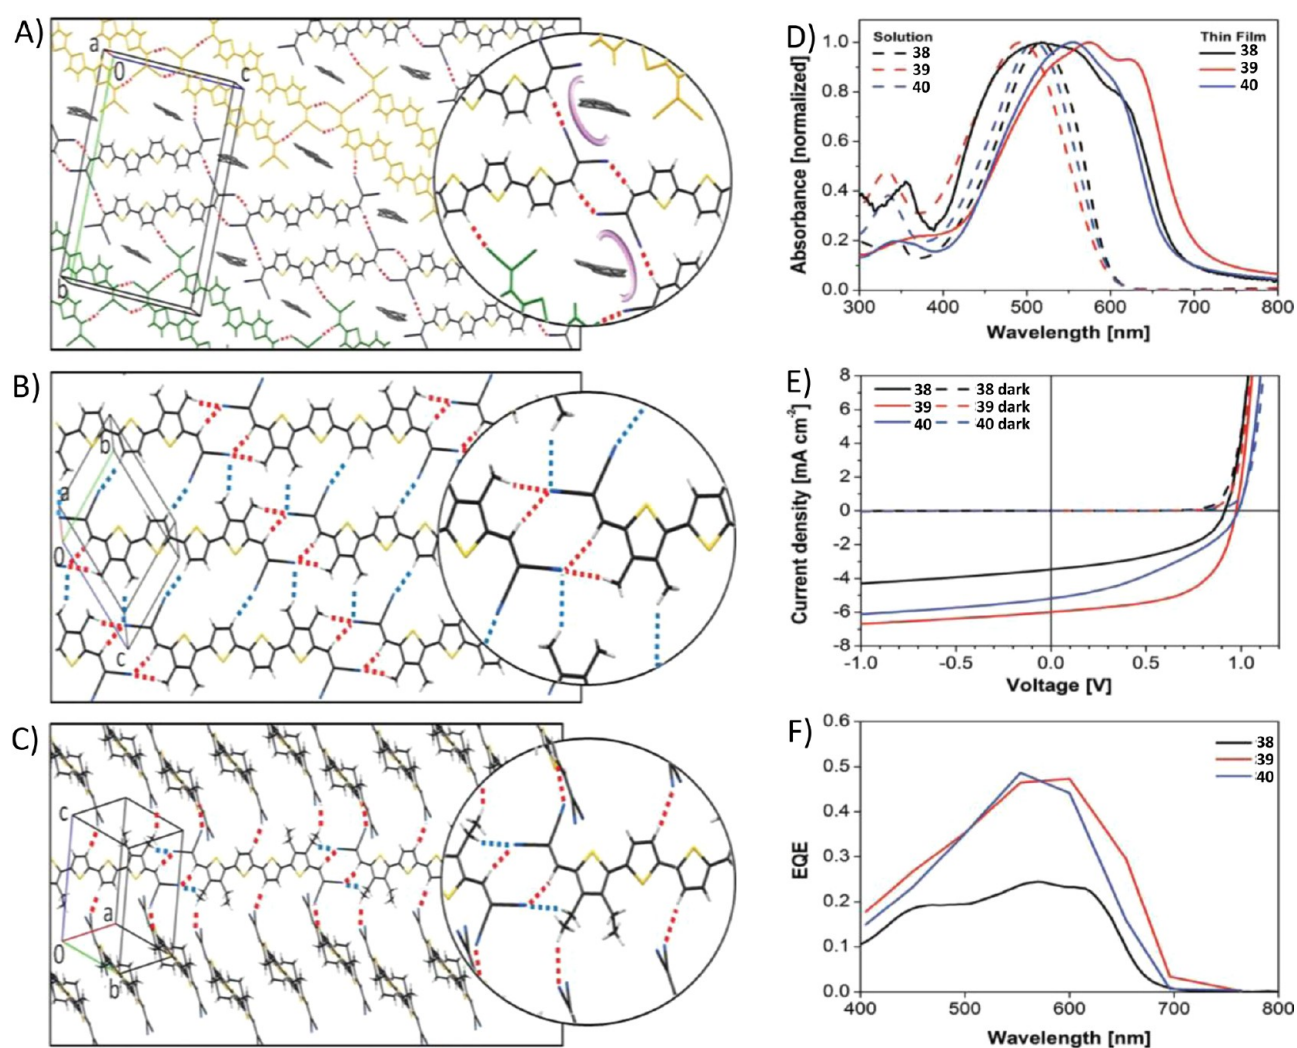 A)
a
0
c
b
B)
b
a
0
c
C)
c
a
0
b
D)
Solution
38
39
40
Thin Film
38
39
40
Absorbance [normalized]
1.0
0.8
0.6
0.4
0.2
0.0
300 400 500 600 700 800
Wavelength [nm]
E)
38 38 dark
39 39 dark
40 40 dark
Current density [mA cm⁻²]
8
6
4
2
0
-2
-4
-6
-8
-1.0 -0.5 0.0 0.5 1.0
Voltage [V]
F)
38
39
40
EQE
0.6
0.5
0.4
0.3
0.2
0.1
0.0
400 500 600 700 800
Wavelength [nm]